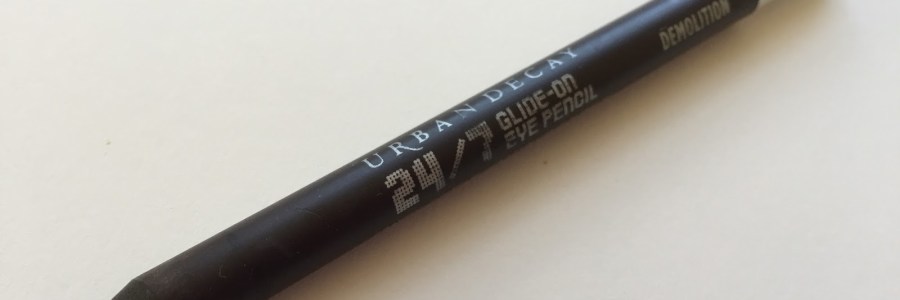 URBAN DECAY
24/7 GLIDE-ON
EYE PENCIL
DEMOLITION